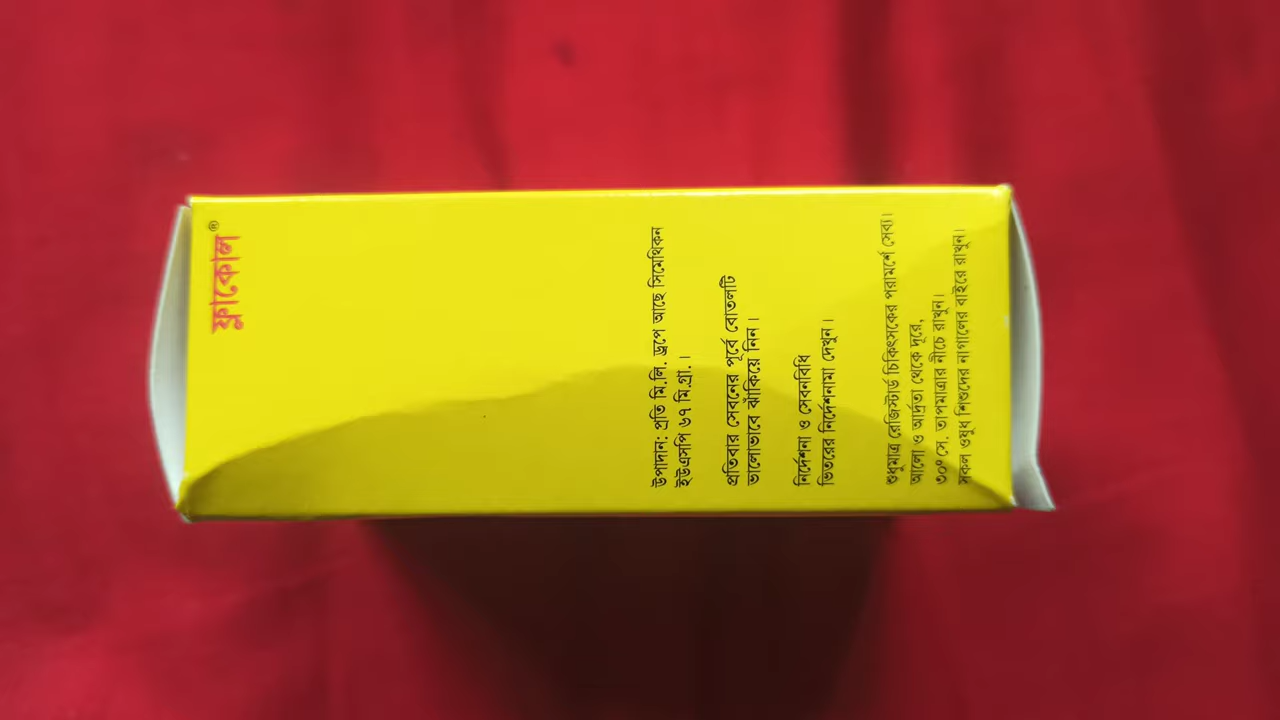 ফ্লাকোল®
উপাদান: প্রতি মি.লি. ড্রপে আছে সিমেথিকন
ইউএসপি ৬৭ মি.গ্রা. ।
প্রতিবার সেবনের পূর্বে বোতলটি
ভালোভাবে ঝাঁকিয়ে নিন ।
নির্দেশনা ও সেবনবিধি
ভিতরের নির্দেশনামা দেখুন ।
শুধুমাত্র রেজিস্টার্ড চিকিৎসকের পরামর্শে সেব্য।
আলো ও আর্দ্রতা থেকে দূরে,
৩০° সে. তাপমাত্রার নীচে রাখুন।
সকল ওষুধ শিশুদের নাগালের বাইরে রাখুন।